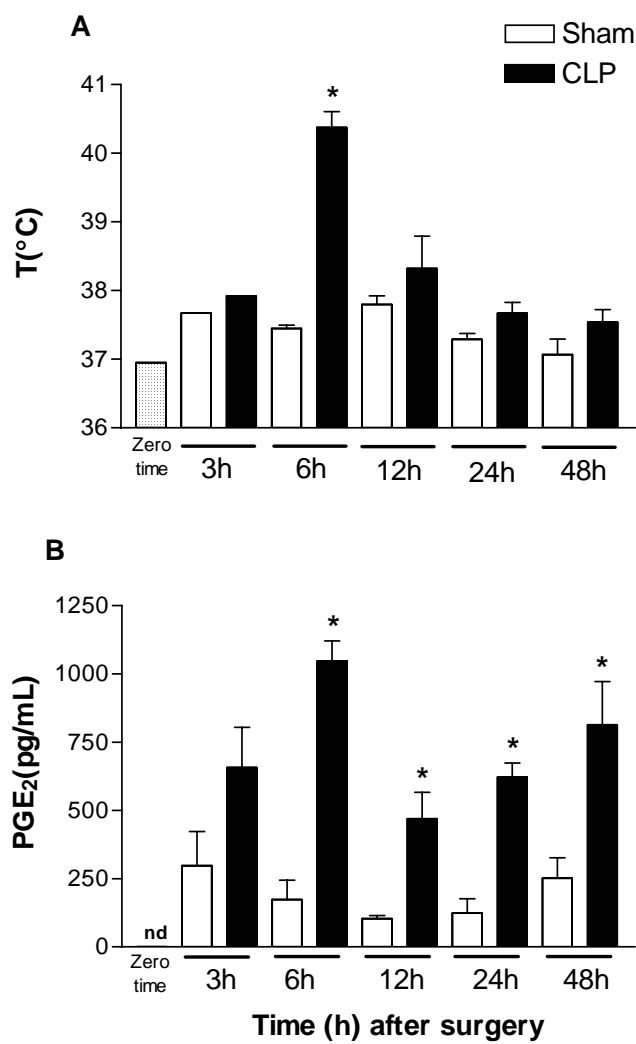 A
Sham
CLP
41
40
39
38
37
36
T(°C)
*
Zero
time
3h
6h
12h
24h
48h
B
1250
1000
750
500
250
0
PGE₂(pg/mL)
nd
*
*
*
*
Zero
time
3h
6h
12h
24h
48h
Time (h) after surgery